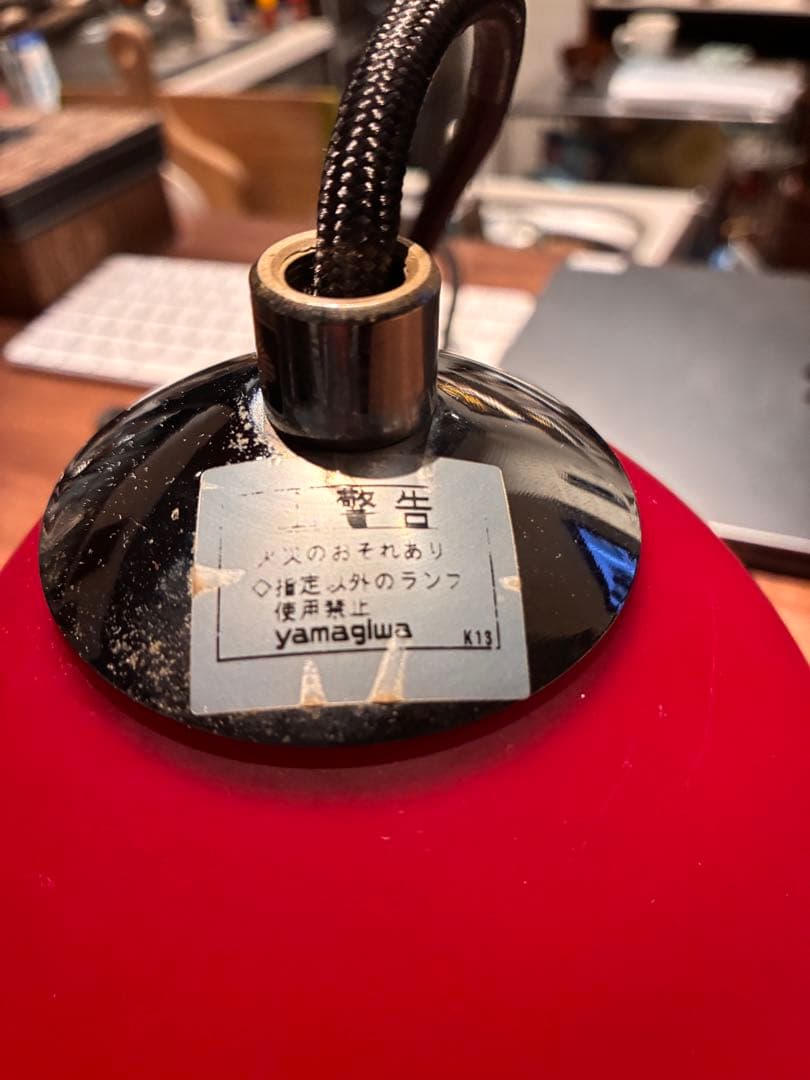 警告
火災のおそれあり
◇指定以外のランプ
使用禁止
yamagiwa K13